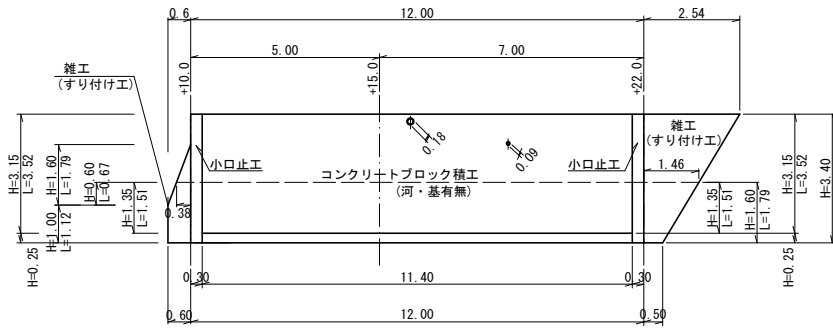 0.6
12.00
2.54
5.00
7.00
雑工
(すり付け工)
+10.0
+15.0
+22.0
0.18
0.09
小口止工
コンクリートブロック積工
(河・基有無)
小口止工
雑工
(すり付け工)
1.46
H=3.15
L=3.52
H=1.60
L=1.79
H=0.60
L=0.67
H=1.35
L=1.51
H=1.00
L=1.12
0.38
H=0.25
H=1.35
L=1.51
H=1.60
L=1.79
H=3.15
L=3.52
H=3.40
H=0.25
0.30
11.40
0.30
0.60
12.00
0.50